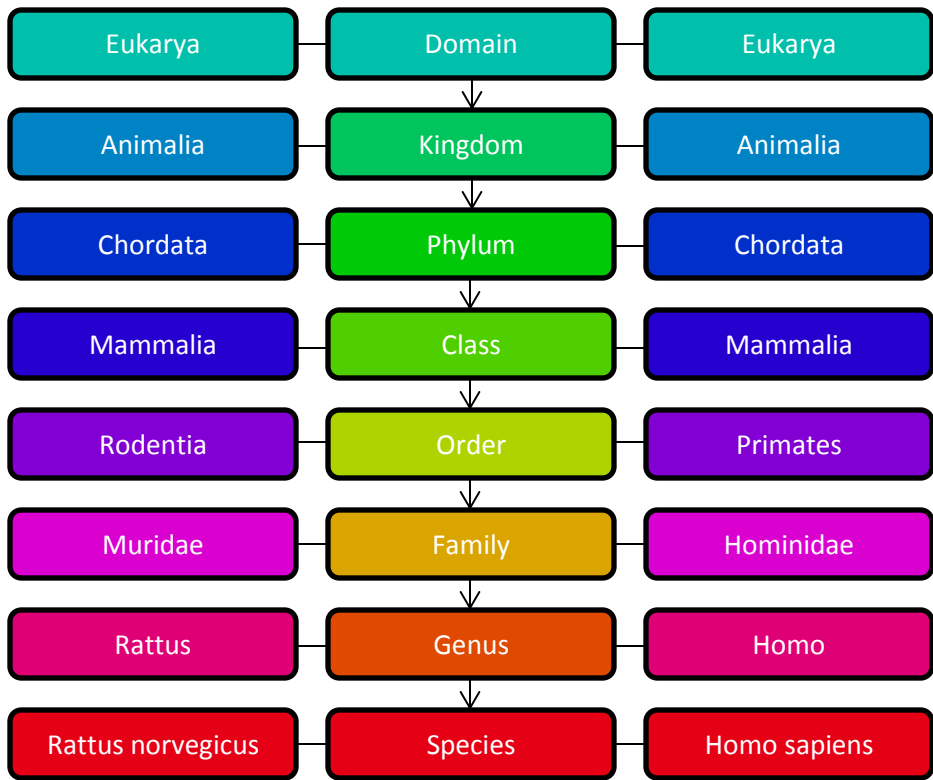 Eukarya Domain Eukarya
Animalia Kingdom Animalia
Chordata Phylum Chordata
Mammalia Class Mammalia
Rodentia Order Primates
Muridae Family Hominidae
Rattus Genus Homo
Rattus norvegicus Species Homo sapiens